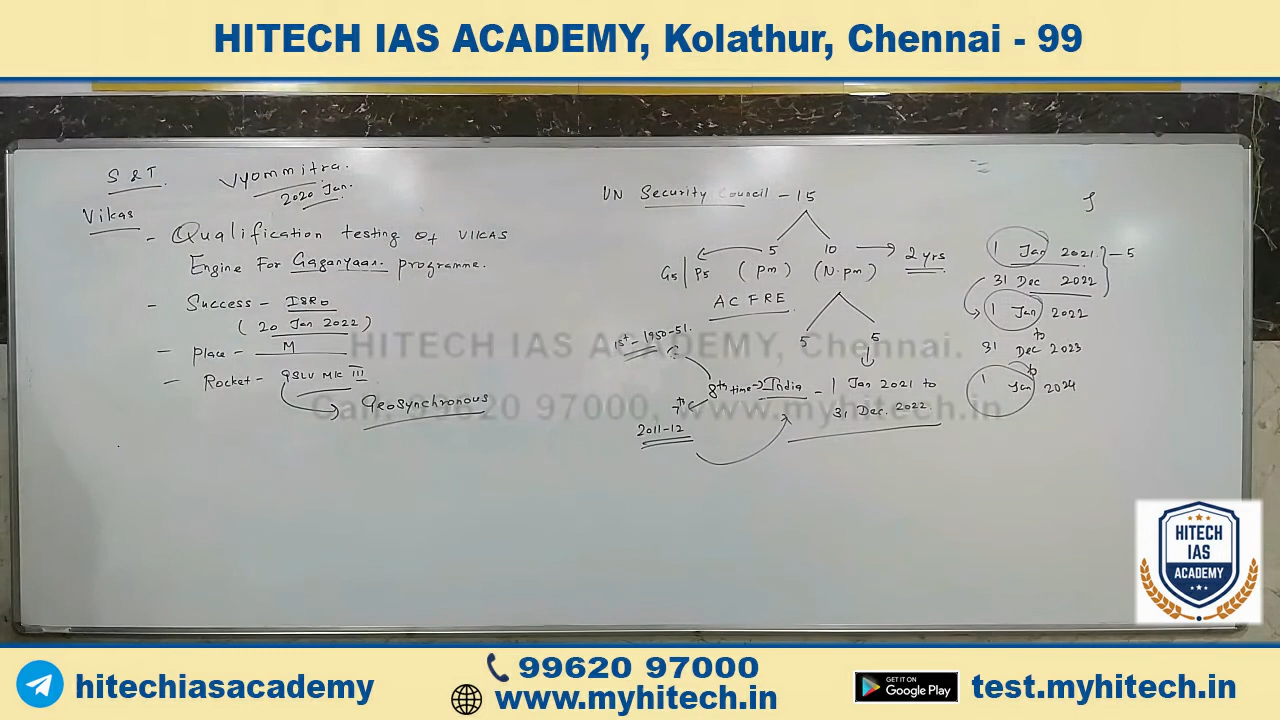 HITECH IAS ACADEMY, Kolathur, Chennai - 99
S & T.
Vyommitra.
2020 Jan.
Vikas
- Qualification testing of VIKAS
Engine For Gaganyaan programme.
- Success - ISRO
( 20 Jan 2022 )
- place - M
- Rocket - GSLV MK III
Geosynchronous
UN Security Council - 15
5 10 2 yrs
G5 | P5 (pm) (N.pm)
ACFRE
1st - 1950-51.
5 5
8th time → India - 1 Jan 2021 to
31 Dec. 2022.
7th
2011-12
1 Jan 2021. - 5
31 Dec 2022
1 Jan 2022
to
31 Dec 2023
1 Jan 2024
HITECH IAS ACADEMY, Chennai.
Call: 99620 97000, www.myhitech.in
HITECH
IAS
ACADEMY
hitechiasacademy
99620 97000
www.myhitech.in
GET IT ON
Google Play
test.myhitech.in